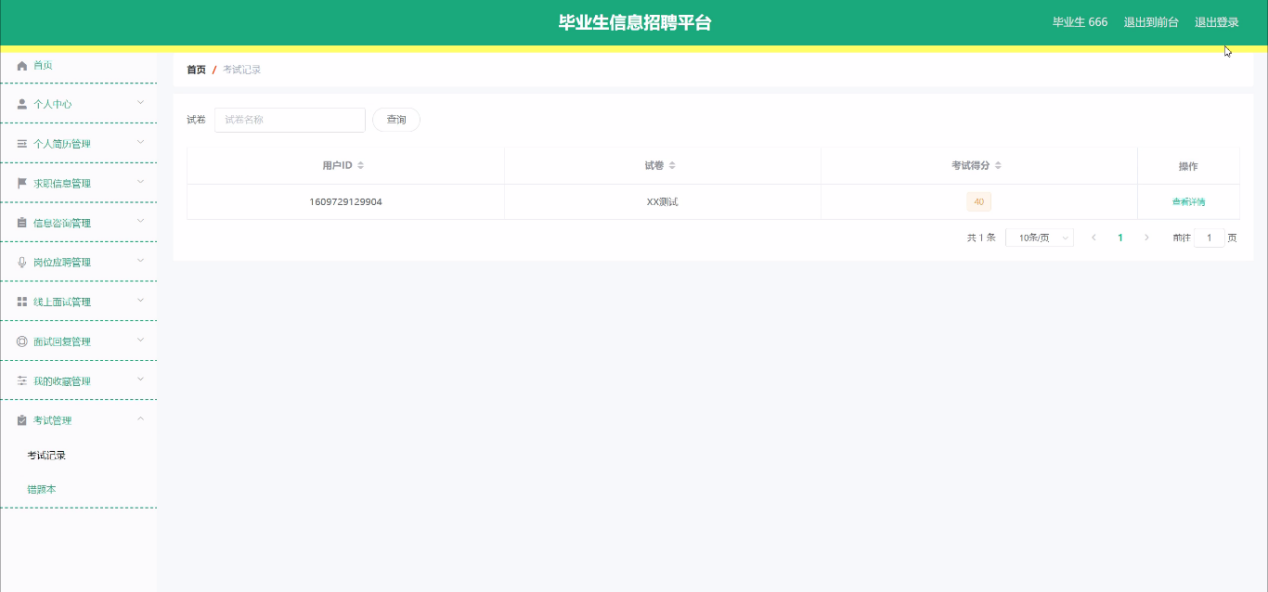 毕业生信息招聘平台
毕业生 666 退出到前台 退出登录
首页
个人中心
个人简历管理
求职信息管理
信息咨询管理
岗位应聘管理
线上面试管理
面试回复管理
我的收藏管理
考试管理
考试记录
错题本
首页 / 考试记录
试卷 试卷名称 查询
用户ID 试卷 考试得分 操作
1609729129904 XX测试 40 查看详情
共 1 条 10条/页 1 前往 1 页